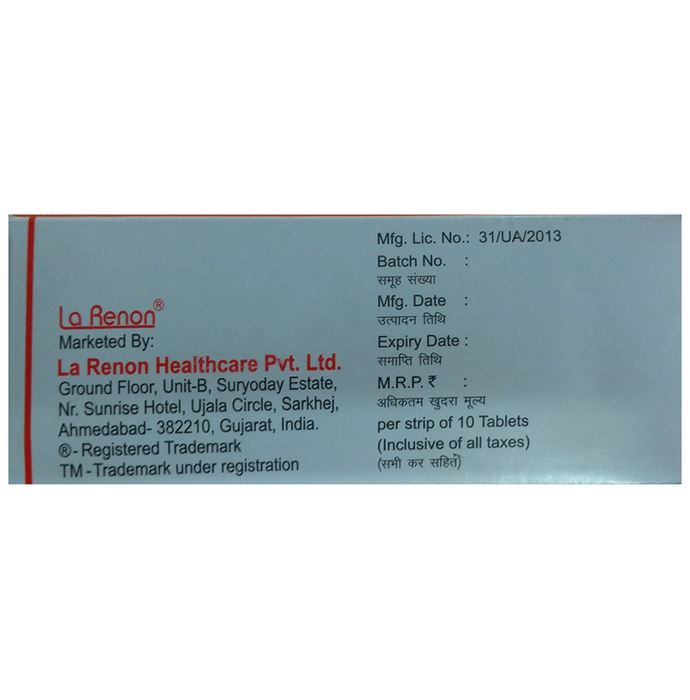 La Renon®
Marketed By:
La Renon Healthcare Pvt. Ltd.
Ground Floor, Unit-B, Suryoday Estate,
Nr. Sunrise Hotel, Ujala Circle, Sarkhej,
Ahmedabad- 382210, Gujarat, India.
®- Registered Trademark
TM -Trademark under registration
Mfg. Lic. No.: 31/UA/2013
Batch No. :
समूह संख्या
Mfg. Date :
उत्पादन तिथि
Expiry Date :
समाप्ति तिथि
M.R.P. ₹ :
अधिकतम खुदरा मूल्य
per strip of 10 Tablets
(Inclusive of all taxes)
(सभी कर सहित)